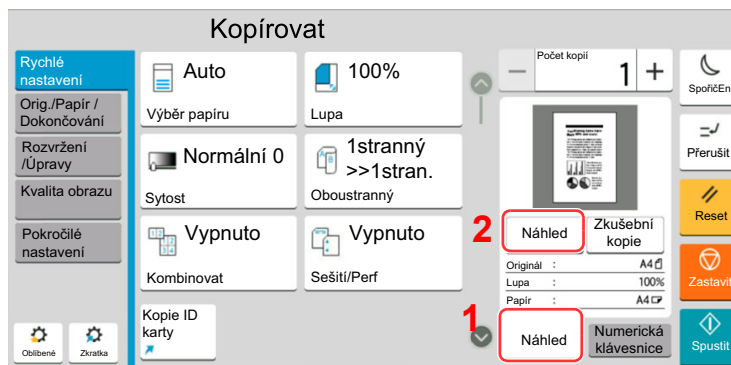 Kopírovat
Rychlé
nastavení
Orig./Papír /
Dokončování
Rozvržení
/Úpravy
Kvalita obrazu
Pokročilé
nastavení
Oblíbené
Zkratka
Auto
Výběr papíru
100%
Lupa
Normální 0
Sytost
1stranný
>>1stran.
Oboustranný
Vypnuto
Kombinovat
Vypnuto
Sešití/Perf
Kopie ID
karty
Počet kopií
1
2
Náhled
Zkušební
kopie
Originál : A4
Lupa : 100%
Papír : A4
1
Náhled
Numerická
klávesnice
SpořičEn
Přerušit
Reset
Zastavit
Spustit